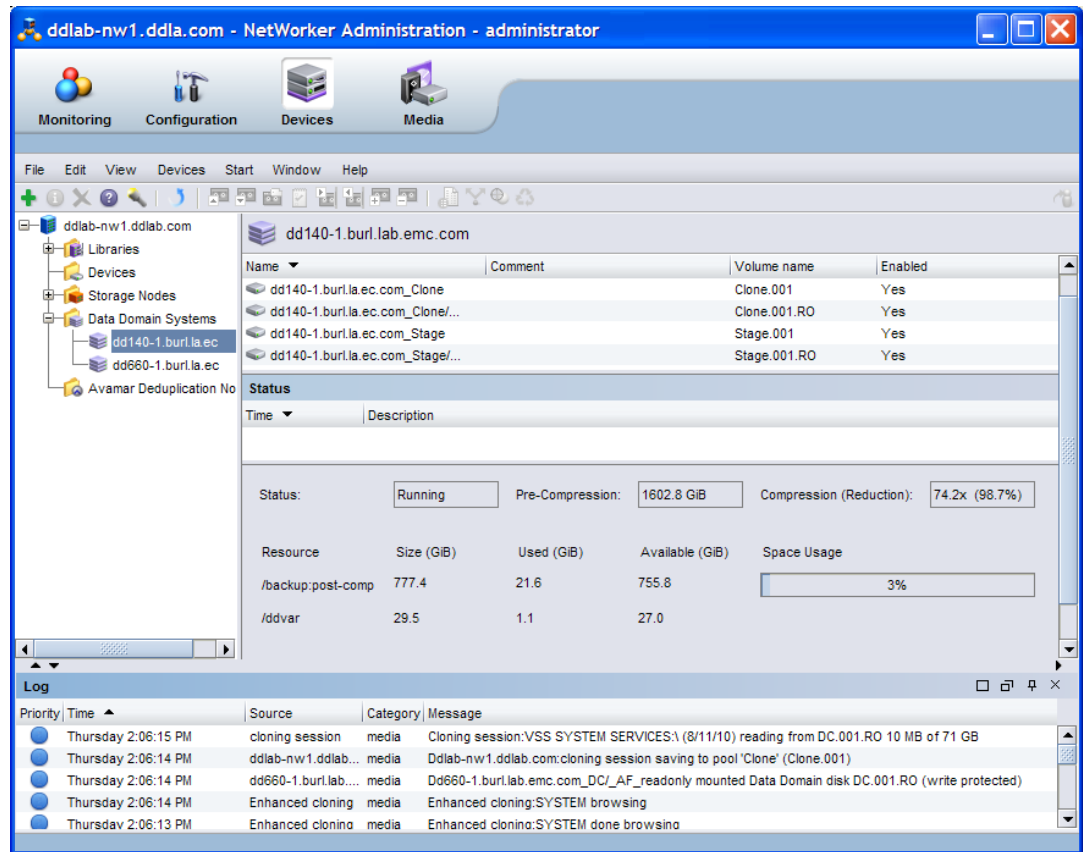 ddlab-nw1.ddla.com - NetWorker Administration - administrator
Monitoring Configuration Devices Media
File Edit View Devices Start Window Help
ddlab-nw1.ddlab.com
Libraries
Devices
Storage Nodes
Data Domain Systems
dd140-1.burl.la.ec
dd660-1.burl.la.ec
Avamar Deduplication No
dd140-1.burl.lab.emc.com
Name Comment Volume name Enabled
dd140-1.burl.la.ec.com_Clone Clone.001 Yes
dd140-1.burl.la.ec.com_Clone/... Clone.001.RO Yes
dd140-1.burl.la.ec.com_Stage Stage.001 Yes
dd140-1.burl.la.ec.com_Stage/... Stage.001.RO Yes
Status
Time Description
Status: Running Pre-Compression: 1602.8 GiB Compression (Reduction): 74.2x (98.7%)
Resource Size (GiB) Used (GiB) Available (GiB) Space Usage
/backup:post-comp 777.4 21.6 755.8 3%
/ddvar 29.5 1.1 27.0
Log
Priority Time Source Category Message
Thursday 2:06:15 PM cloning session media Cloning session:VSS SYSTEM SERVICES:\ (8/11/10) reading from DC.001.RO 10 MB of 71 GB
Thursday 2:06:14 PM ddlab-nw1.ddlab... media Ddlab-nw1.ddlab.com:cloning session saving to pool 'Clone' (Clone.001)
Thursday 2:06:14 PM dd660-1.burl.lab.... media Dd660-1.burl.lab.emc.com_DC/_AF_readonly mounted Data Domain disk DC.001.RO (write protected)
Thursday 2:06:14 PM Enhanced cloning media Enhanced cloning:SYSTEM browsing
Thursday 2:06:13 PM Enhanced cloning media Enhanced cloning:SYSTEM done browsing